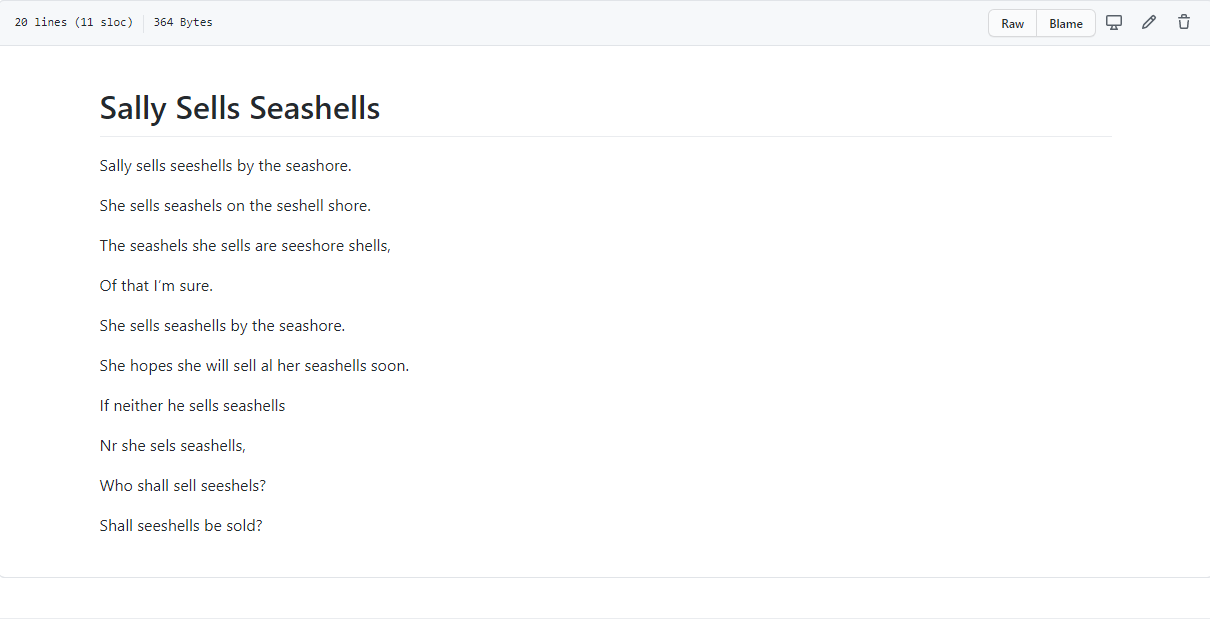 20 lines (11 sloc) 364 Bytes Raw Blame
Sally Sells Seashells
Sally sells seeshells by the seashore.
She sells seashels on the seshell shore.
The seashels she sells are seeshore shells,
Of that I'm sure.
She sells seashells by the seashore.
She hopes she will sell al her seashells soon.
If neither he sells seashells
Nr she sels seashells,
Who shall sell seeshels?
Shall seeshells be sold?